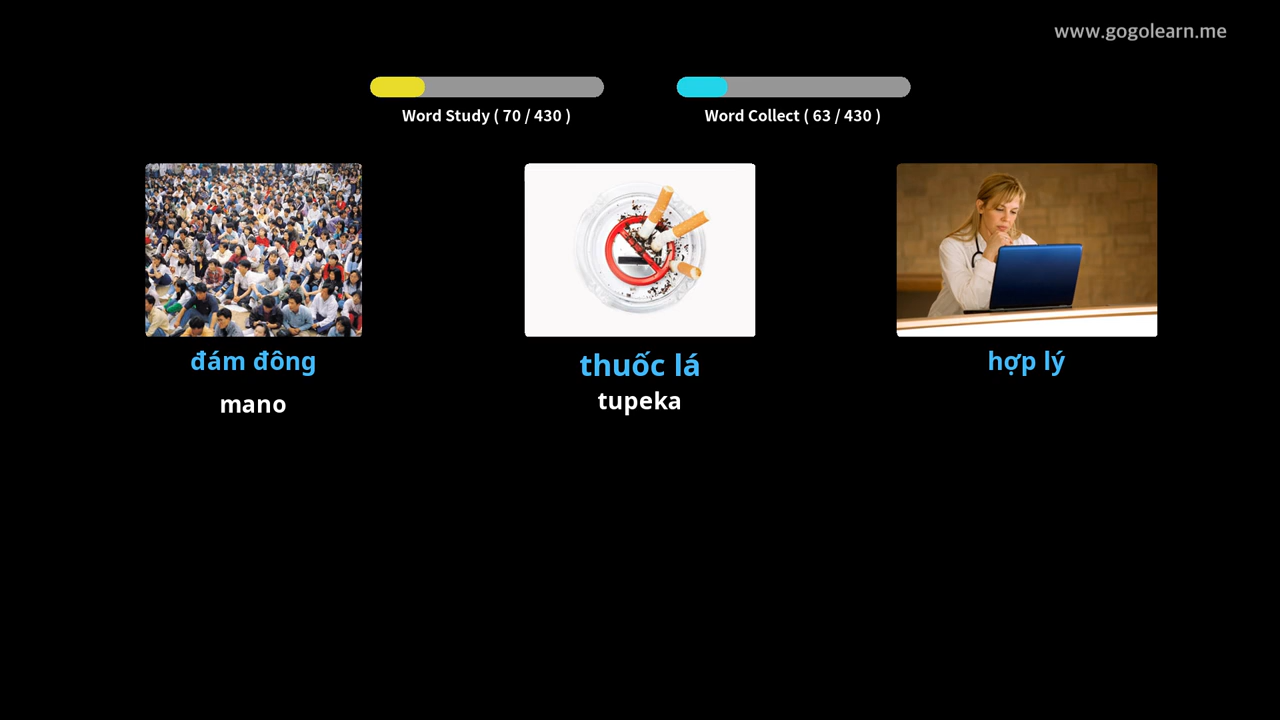 www.gogolearn.me
Word Study ( 70 / 430 )
Word Collect ( 63 / 430 )
đám đông
thuốc lá
hợp lý
mano
tupeka